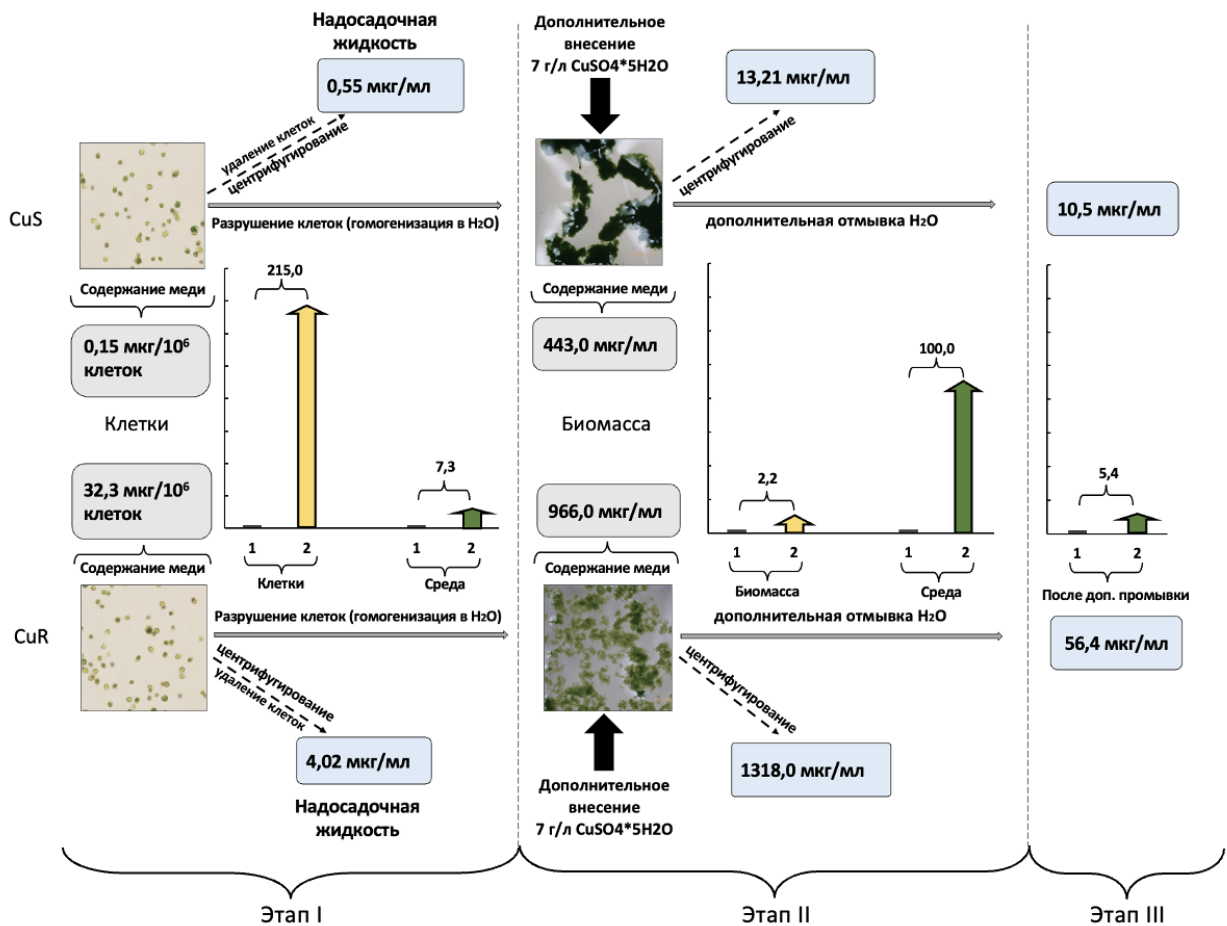 Надосадочная
жидкость
0,55 мкг/мл
удаление клеток
центрифугирование
CuS
Разрушение клеток (гомогенизация в H₂O)
Содержание меди
0,15 мкг/10⁶
клеток
Клетки
32,3 мкг/10⁶
клеток
Содержание меди
215,0
7,3
1
2
1
2
Клетки
Среда
CuR
Разрушение клеток (гомогенизация в H₂O)
центрифугирование
удаление клеток
4,02 мкг/мл
Надосадочная
жидкость
Этап I
Дополнительное
внесение
7 г/л CuSO4*5H2O
13,21 мкг/мл
центрифугирование
дополнительная отмывка H₂O
Содержание меди
443,0 мкг/мл
Биомасса
966,0 мкг/мл
Содержание меди
2,2
100,0
1
2
1
2
Биомасса
Среда
дополнительная отмывка H₂O
центрифугирование
1318,0 мкг/мл
Дополнительное
внесение
7 г/л CuSO4*5H2O
Этап II
10,5 мкг/мл
5,4
1
2
После доп. промывки
56,4 мкг/мл
Этап III